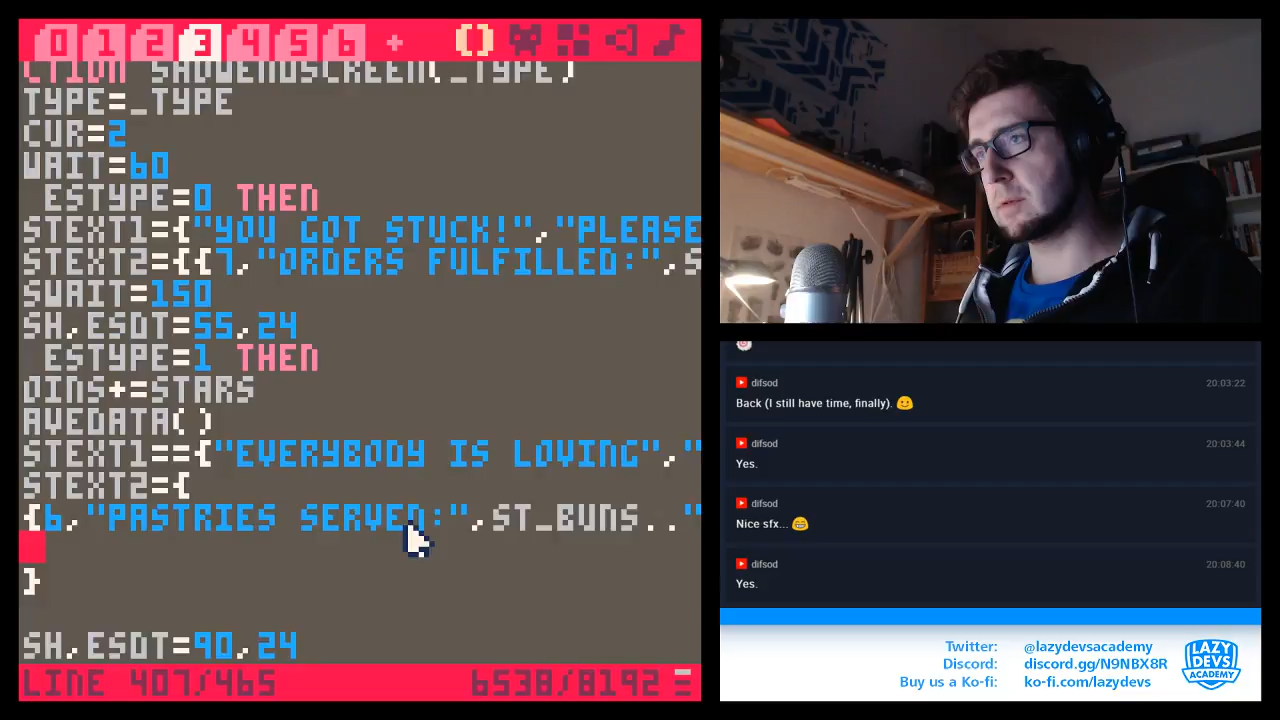 0 1 2 3 4 5 6 +
CTION SHOWENDSCREEN(_TYPE)
TYPE=_TYPE
CUR=2
WAIT=60
ESTYPE=0 THEN
STEXT1={"YOU GOT STUCK!","PLEASE
STEXT2={{7,"ORDERS FULFILLED:",S
SWAIT=150
SH,ESOT=55,24
ESTYPE=1 THEN
OINS+=STARS
AVEDATA()
STEXT1=={"EVERYBODY IS LOVING","
STEXT2={
{6,"PASTRIES SERVED:",ST_BUNS.."
}
SH,ESOT=90,24
LINE 407/465 6538/8192
difsod 20:03:22
Back (I still have time, finally). 😊
difsod 20:03:44
Yes.
difsod 20:07:40
Nice sfx... 😄
difsod 20:08:40
Yes.
Twitter: @lazydevsacademy
Discord: discord.gg/N9NBX8R
Buy us a Ko-fi: ko-fi.com/lazydevs
LAZY DEVS ACADEMY